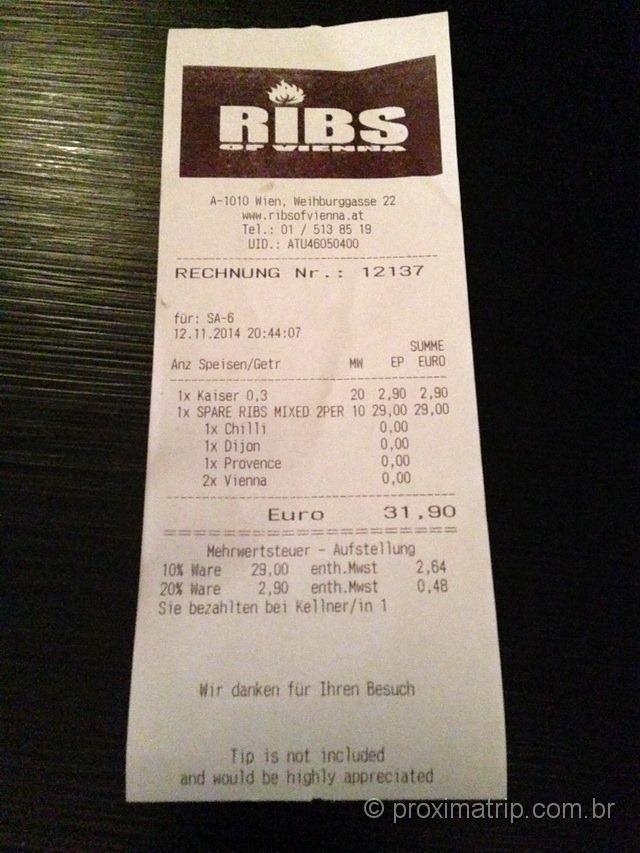 RIBS
OF VIENNA
A-1010 Wien, Weihburggasse 22
www.ribsofvienna.at
Tel.: 01 / 513 85 19
UID.: ATU46050400
RECHNUNG Nr.: 12137
für: SA-6
12.11.2014 20:44:07
SUMME
Anz Speisen/Getr MW EP EURO
1x Kaiser 0,3 20 2,90 2,90
1x SPARE RIBS MIXED 2PER 10 29,00 29,00
1x Chilli 0,00
1x Dijon 0,00
1x Provence 0,00
2x Vienna 0,00
Euro 31,90
Mehrwertsteuer - Aufstellung
10% Ware 29,00 enth.Mwst 2,64
20% Ware 2,90 enth.Mwst 0,48
Sie bezahlten bei Kellner/in 1
Wir danken für Ihren Besuch
Tip is not included
and would be highly appreciated
© proximatrip.com.br